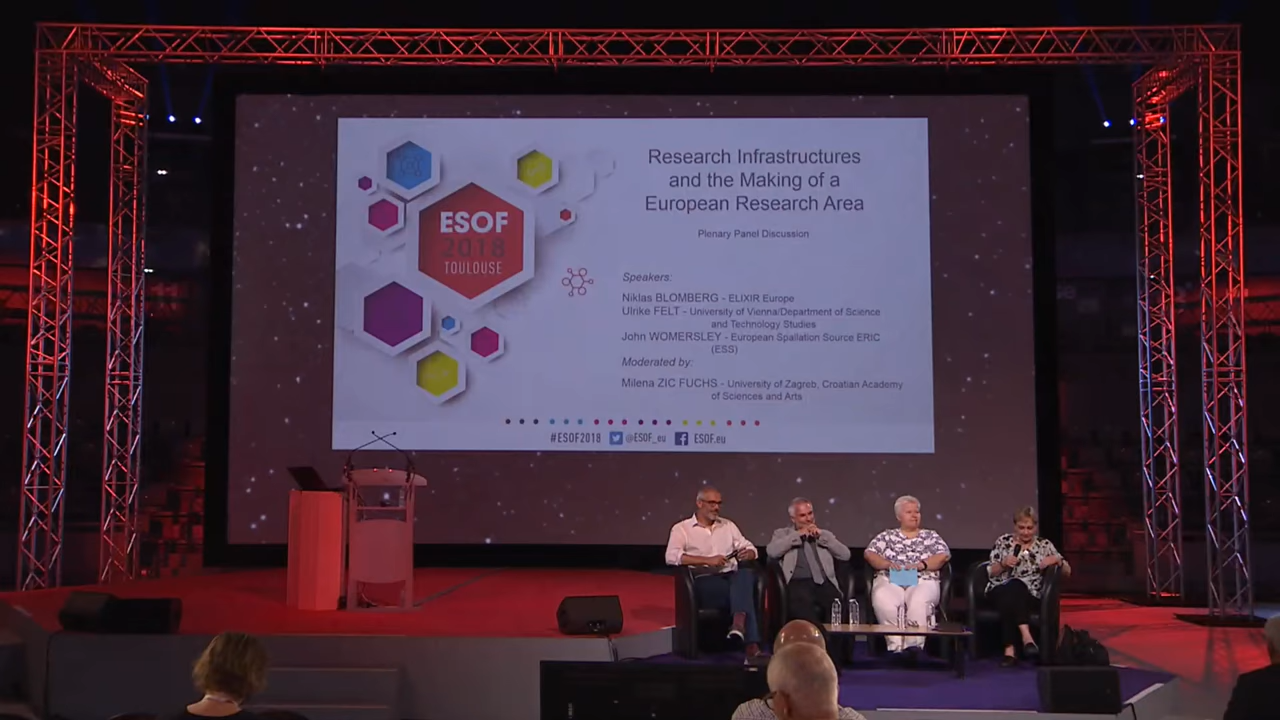 ESOF
2018
TOULOUSE
Research Infrastructures
and the Making of a
European Research Area
Plenary Panel Discussion
Speakers:
Niklas BLOMBERG - ELIXIR Europe
Ulrike FELT - University of Vienna/Department of Science
and Technology Studies
John WOMERSLEY - European Spallation Source ERIC
(ESS)
Moderated by:
Milena ZIC FUCHS - University of Zagreb, Croatian Academy
of Sciences and Arts
#ESOF2018 @ESOF_eu ESOF.eu